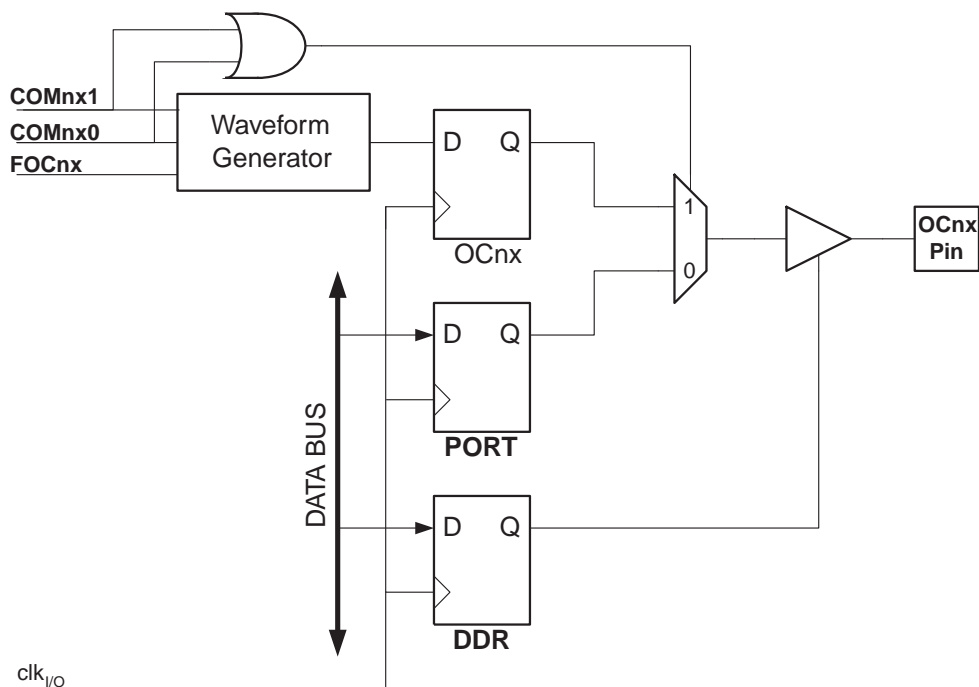 COMnx1
COMnx0
FOCnx
Waveform
Generator
D Q
OCnx
1
0
OCnx
Pin
D Q
PORT
DATA BUS
D Q
DDR
clkI/O